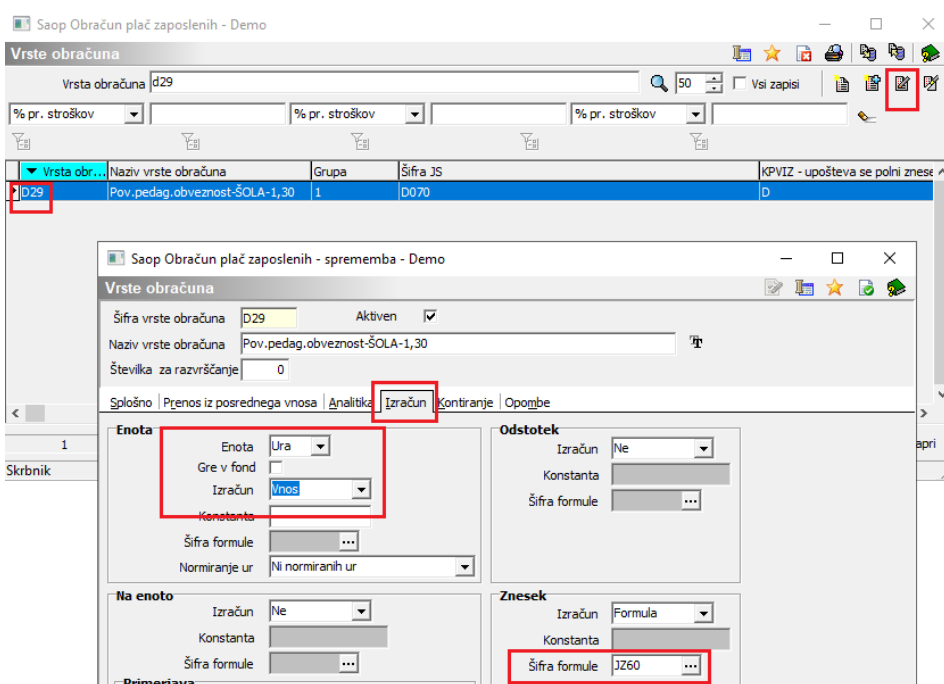 Saop Obračun plač zaposlenih - Demo
Vrste obračuna
Vrsta obračuna d29 50 Vsi zapisi
% pr. stroškov % pr. stroškov % pr. stroškov
Vrsta obr... Naziv vrste obračuna Grupa Šifra JS KPVIZ - upošteva se polni znese
D29 Pov.pedag.obveznost-ŠOLA-1,30 1 D070 D
Saop Obračun plač zaposlenih - sprememba - Demo
Vrste obračuna
Šifra vrste obračuna D29 Aktiven
Naziv vrste obračuna Pov.pedag.obveznost-ŠOLA-1,30
Številka za razvrščanje 0
Splošno Prenos iz posrednega vnosa Analitika Izračun Kontiranje Opombe
1 apri
Skrbnik
Enota
Enota Ura
Gre v fond
Izračun Vnos
Konstanta
Šifra formule ...
Normiranje ur Ni normiranih ur
Odstotek
Izračun Ne
Konstanta
Šifra formule ...
Na enoto
Izračun Ne
Konstanta
Šifra formule ...
Primerjava
Znesek
Izračun Formula
Konstanta
Šifra formule JZ60 ...